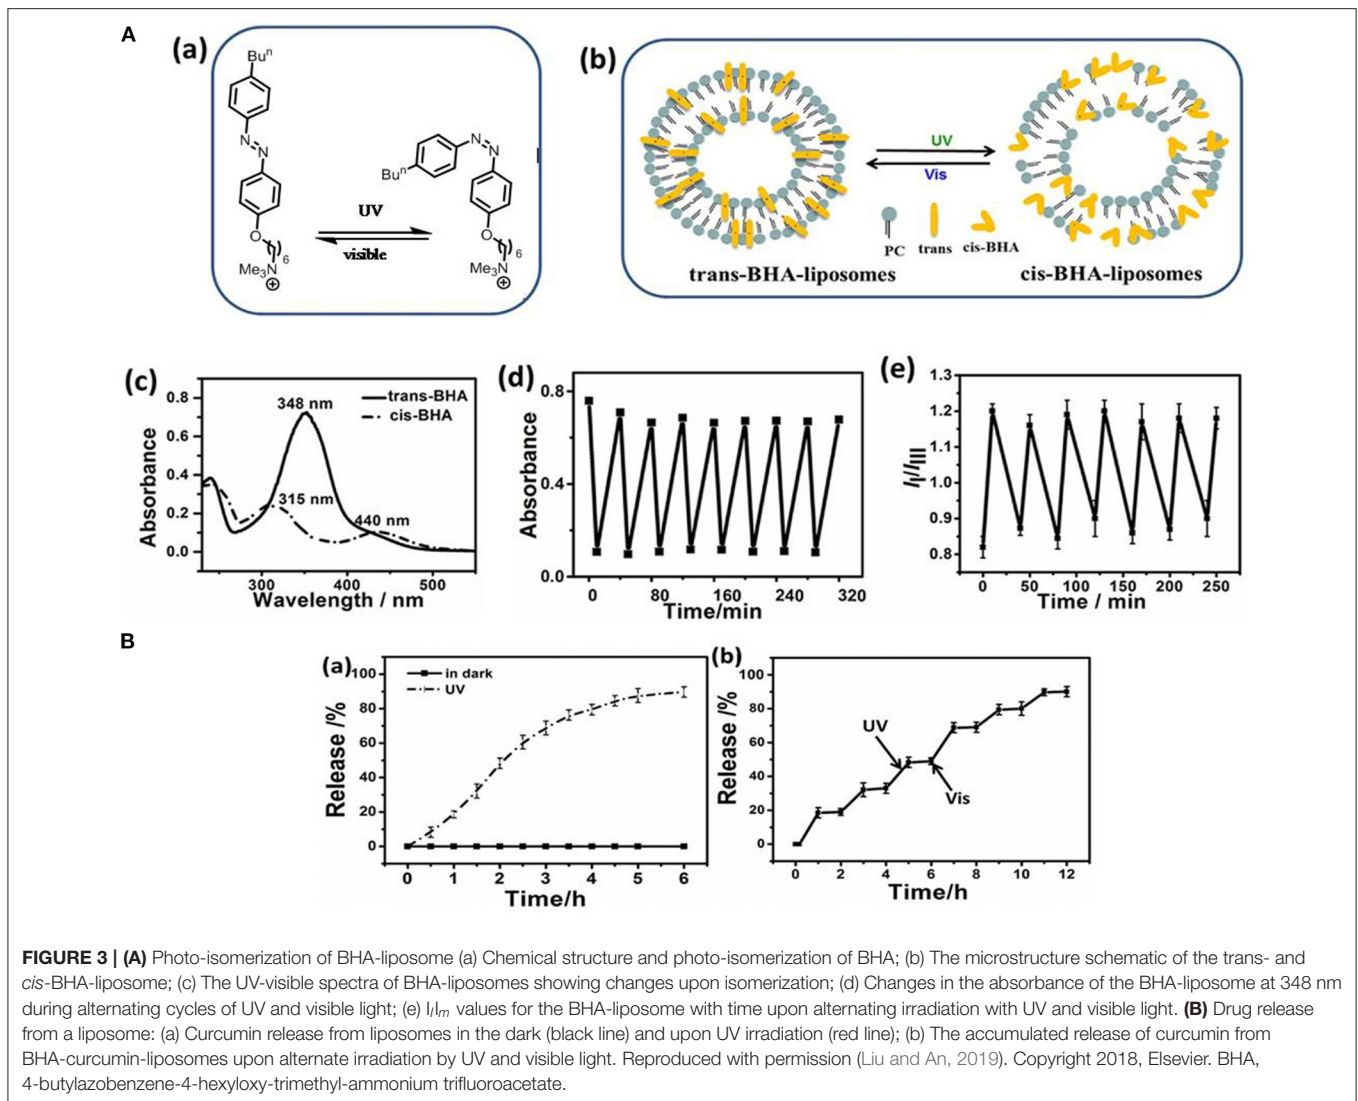 A
(a)
Bu^n
N
N
O
( )6
Me3N
⊕
UV
visible
N
N
Bu^n
O
( )6
Me3N
⊕
(b)
UV
Vis
PC
trans
cis-BHA
trans-BHA-liposomes
cis-BHA-liposomes
(c)
Absorbance
0.8
0.6
0.4
0.2
0.0
348 nm
315 nm
440 nm
trans-BHA
cis-BHA
300 400 500
Wavelength / nm
(d)
Absorbance
0.8
0.4
0.0
0 80 160 240 320
Time/min
(e)
I_I/I_III
1.3
1.2
1.1
1.0
0.9
0.8
0 50 100 150 200 250
Time / min
B
(a)
Release /%
100
80
60
40
20
0
in dark
UV
0 1 2 3 4 5 6
Time/h
(b)
Release /%
100
80
60
40
20
0
UV
Vis
0 2 4 6 8 10 12
Time/h
FIGURE 3 | (A) Photo-isomerization of BHA-liposome (a) Chemical structure and photo-isomerization of BHA; (b) The microstructure schematic of the trans- and
cis-BHA-liposome; (c) The UV-visible spectra of BHA-liposomes showing changes upon isomerization; (d) Changes in the absorbance of the BHA-liposome at 348 nm
during alternating cycles of UV and visible light; (e) I_I/I_m values for the BHA-liposome with time upon alternating irradiation with UV and visible light. (B) Drug release
from a liposome: (a) Curcumin release from liposomes in the dark (black line) and upon UV irradiation (red line); (b) The accumulated release of curcumin from
BHA-curcumin-liposomes upon alternate irradiation by UV and visible light. Reproduced with permission (Liu and An, 2019). Copyright 2018, Elsevier. BHA,
4-butylazobenzene-4-hexyloxy-trimethyl-ammonium trifluoroacetate.